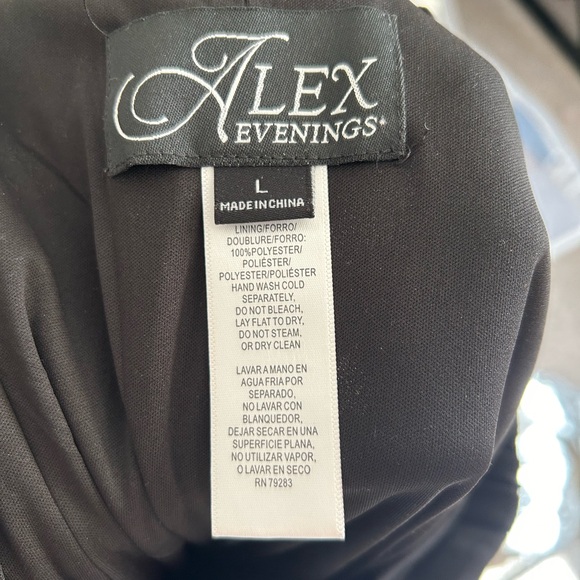 ALEX
EVENINGS
L
MADE IN CHINA
LINING/FORRO/
DOUBLURE/FORRO:
100%POLYESTER/
POLIÉSTER/
POLYESTER/POLIÉSTER
HAND WASH COLD
SEPARATELY,
DO NOT BLEACH,
LAY FLAT TO DRY,
DO NOT STEAM,
OR DRY CLEAN
LAVAR A MANO EN
AGUA FRIA POR
SEPARADO,
NO LAVAR CON
BLANQUEDOR,
DEJAR SECAR EN UNA
SUPERFICIE PLANA,
NO UTILIZAR VAPOR,
O LAVAR EN SECO
RN 79283